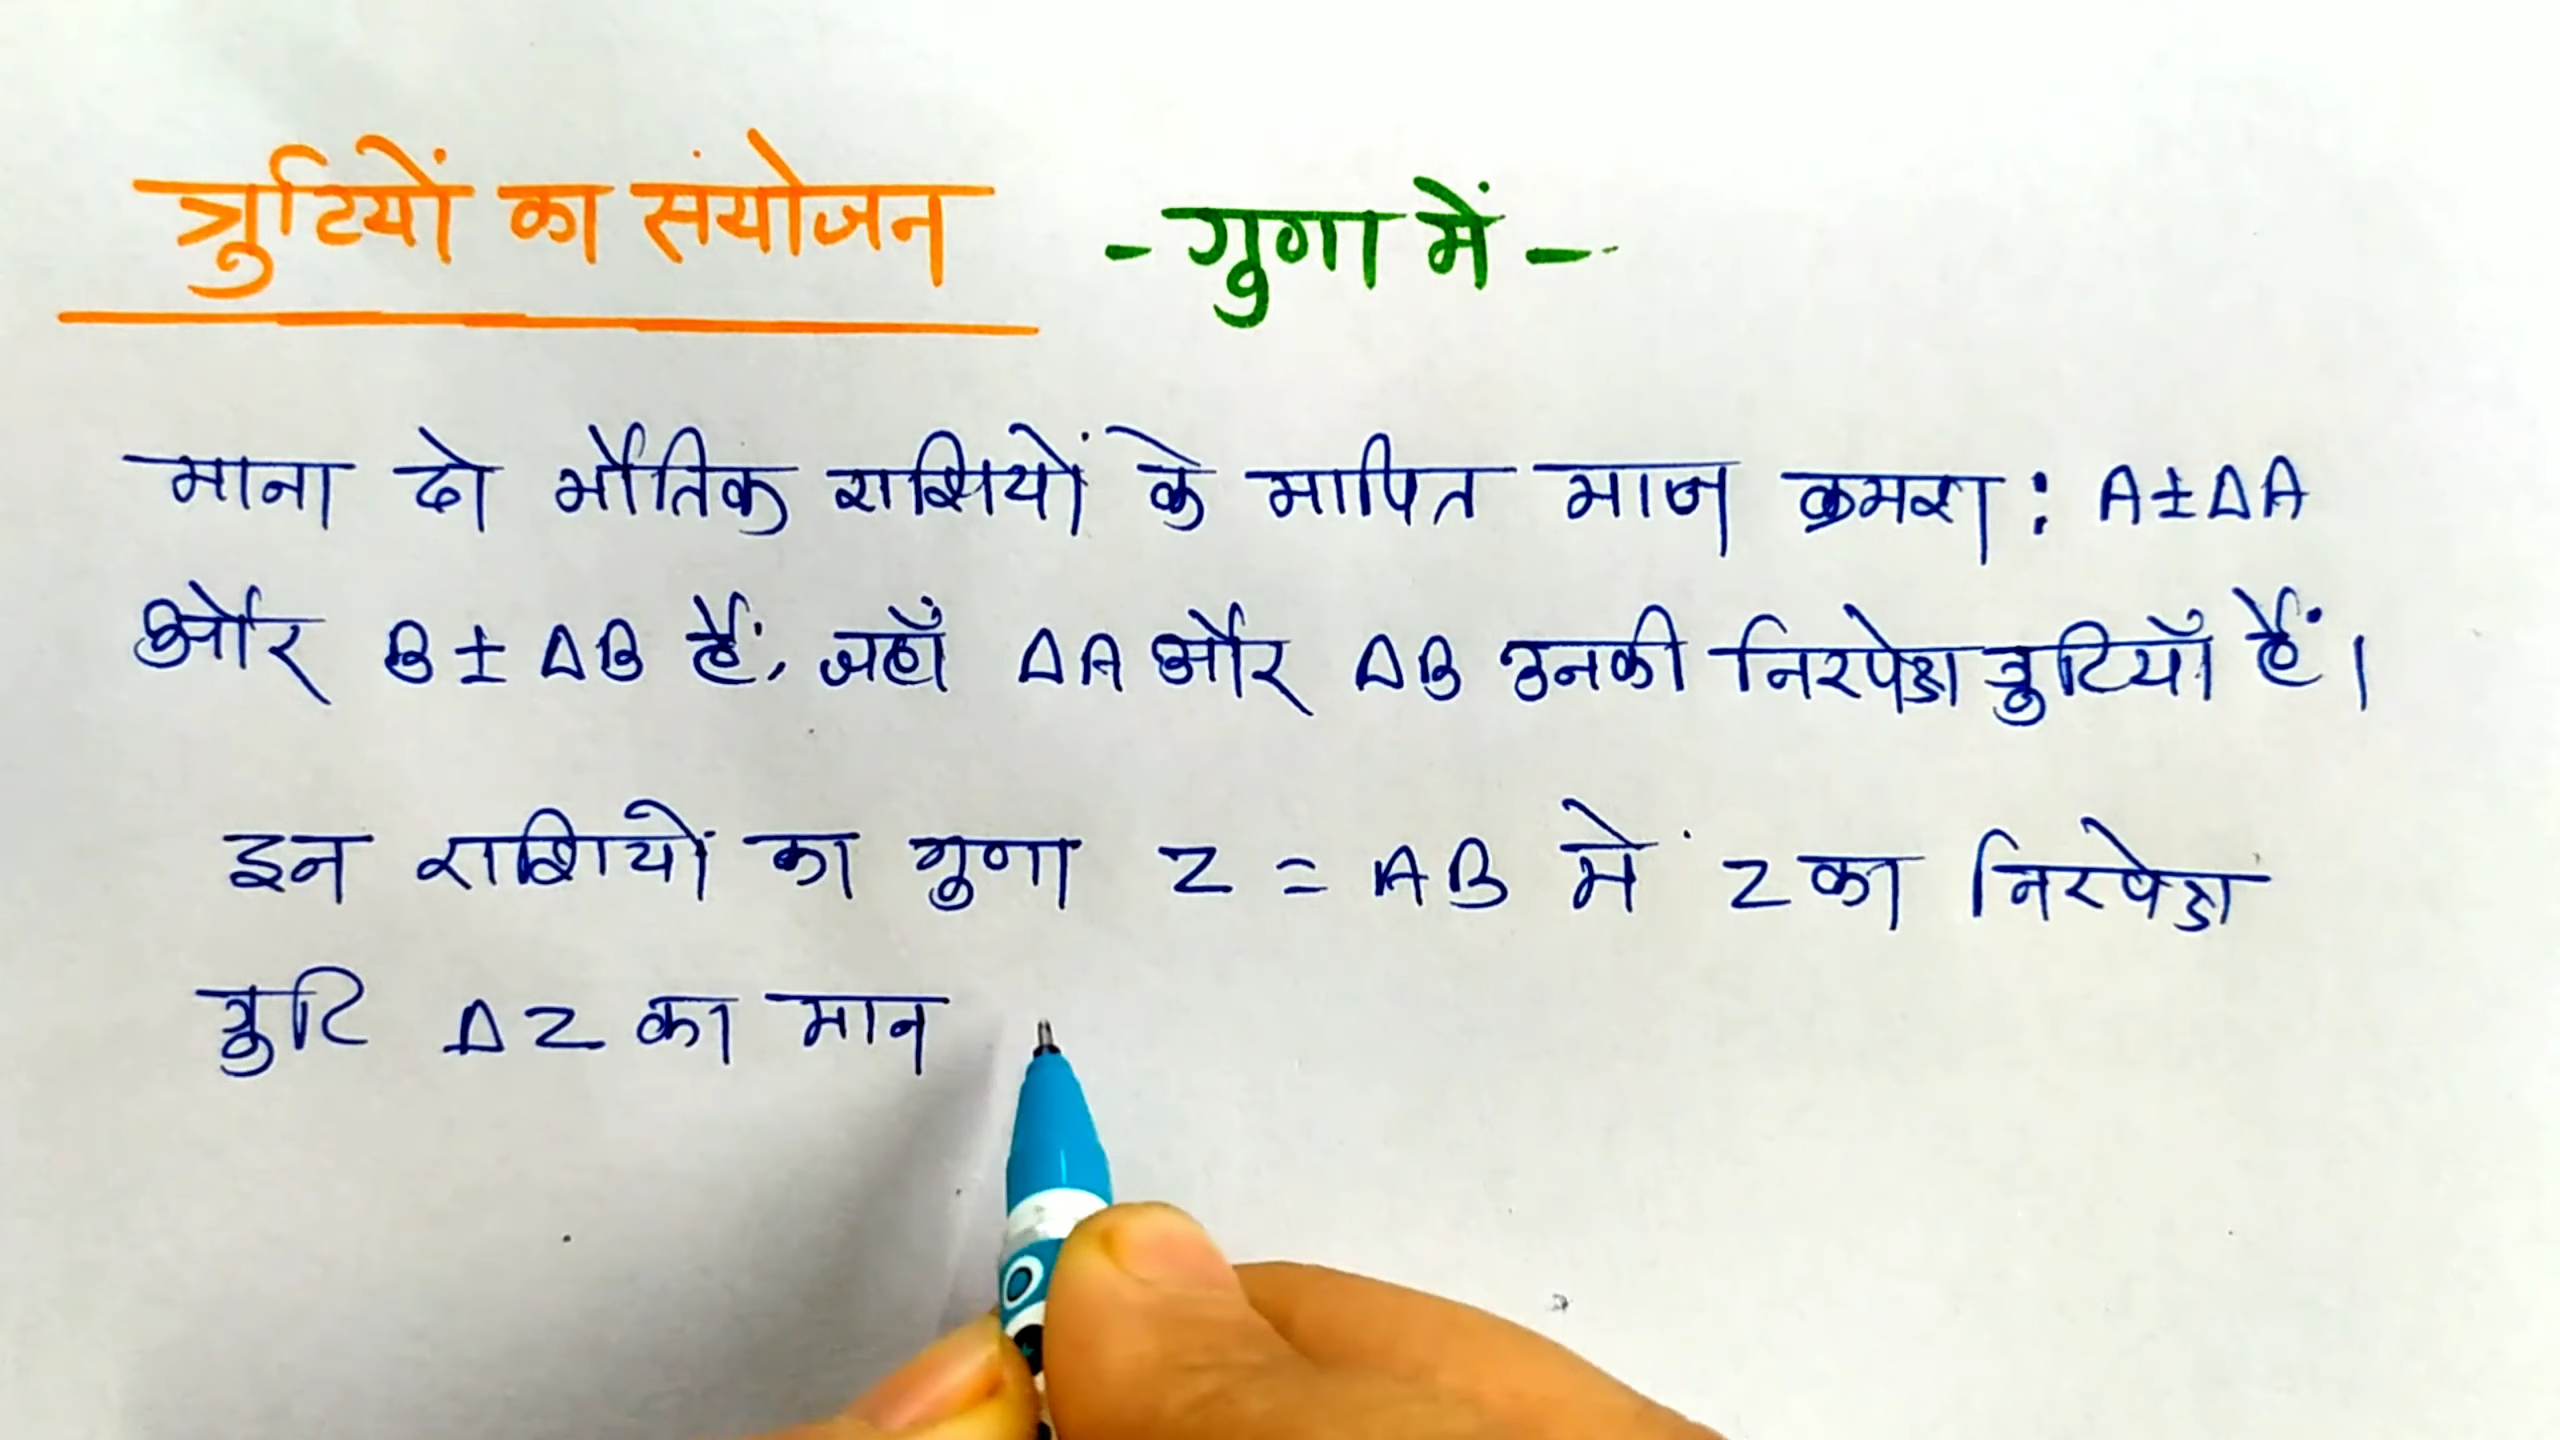 त्रुटियों का संयोजन - गुणा में -
माना दो भौतिक राशियों के मापित मान क्रमश: A±ΔA
और B ± ΔB हैं, जहाँ ΔA और ΔB उनकी निरपेक्ष त्रुटियाँ हैं।
इन राशियों का गुणा Z = AB में Z का निरपेक्ष
त्रुटि ΔZ का मान